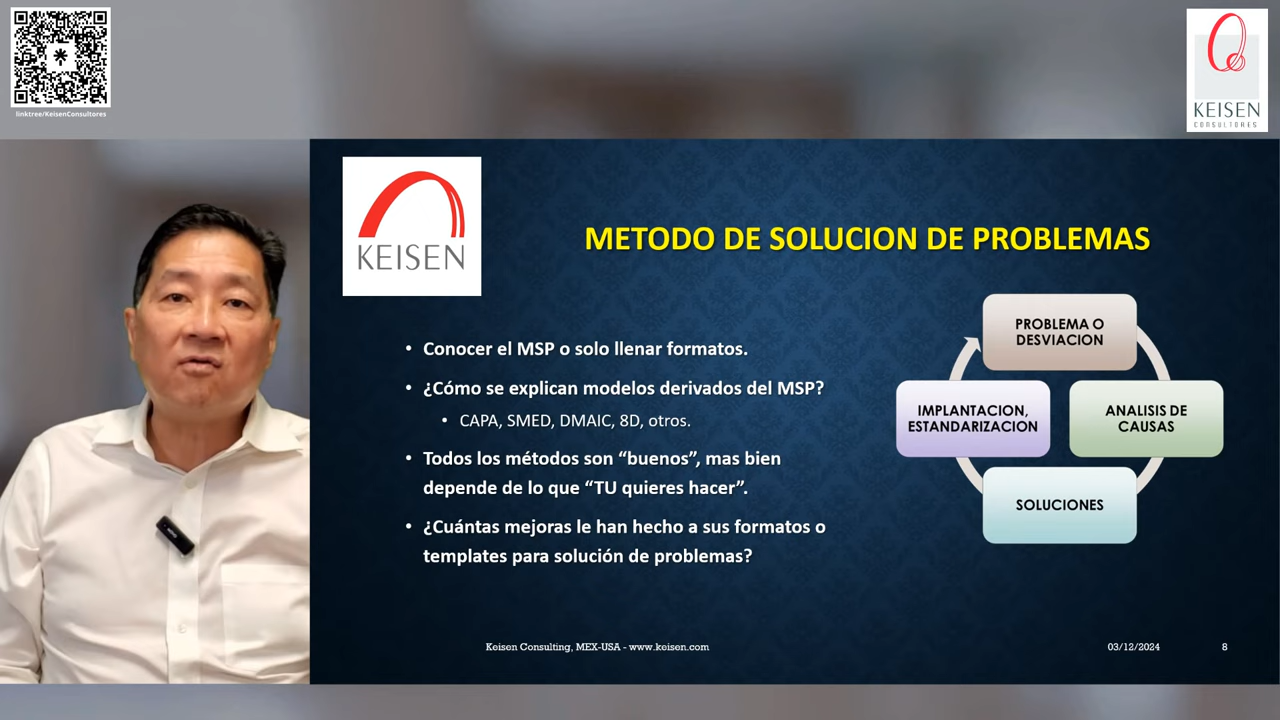 linktree/KeisenConsultores
KEISEN
CONSULTORES
KEISEN
METODO DE SOLUCION DE PROBLEMAS
• Conocer el MSP o solo llenar formatos.
• ¿Cómo se explican modelos derivados del MSP?
• CAPA, SMED, DMAIC, 8D, otros.
• Todos los métodos son “buenos”, mas bien
depende de lo que “TU quieres hacer”.
• ¿Cuántas mejoras le han hecho a sus formatos o
templates para solución de problemas?
PROBLEMA O
DESVIACION
ANALISIS DE
CAUSAS
SOLUCIONES
IMPLANTACION,
ESTANDARIZACION
Keisen Consulting, MEX-USA - www.keisen.com
03/12/2024
8